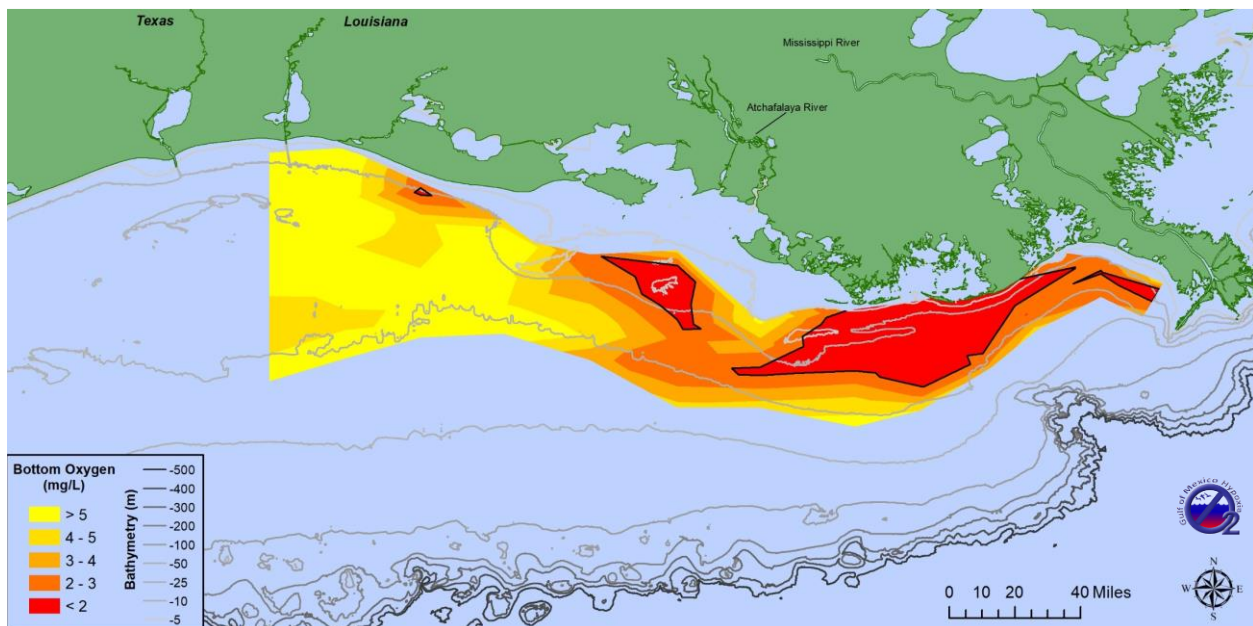 Texas
Louisiana
Mississippi River
Atchafalaya River
Bottom Oxygen
(mg/L)
> 5
4 - 5
3 - 4
2 - 3
< 2
Bathymetry (m)
-500
-400
-300
-200
-100
-50
-25
-10
-5
Gulf of Mexico Hypoxia
O2
0 10 20 40 Miles
N
W E
S